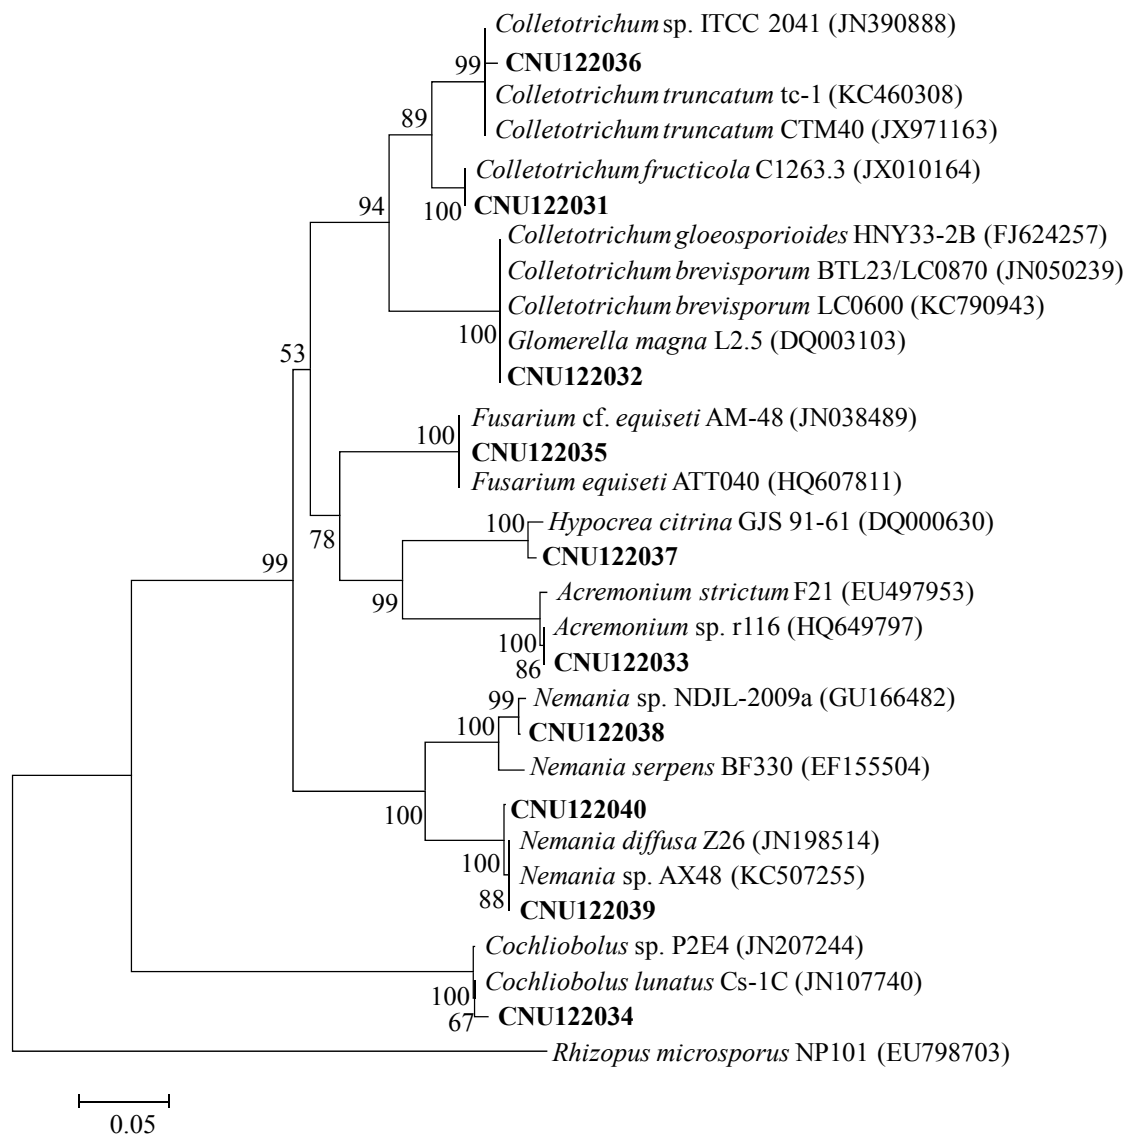 Colletotrichum sp. ITCC 2041 (JN390888)
99
CNU122036
Colletotrichum truncatum tc-1 (KC460308)
89
Colletotrichum truncatum CTM40 (JX971163)
Colletotrichum fructicola C1263.3 (JX010164)
94
100
CNU122031
Colletotrichum gloeosporioides HNY33-2B (FJ624257)
Colletotrichum brevisporum BTL23/LC0870 (JN050239)
Colletotrichum brevisporum LC0600 (KC790943)
100
Glomerella magna L2.5 (DQ003103)
53
CNU122032
Fusarium cf. equiseti AM-48 (JN038489)
100
CNU122035
Fusarium equiseti ATT040 (HQ607811)
100
Hypocrea citrina GJS 91-61 (DQ000630)
78
CNU122037
99
Acremonium strictum F21 (EU497953)
99
Acremonium sp. r116 (HQ649797)
100
CNU122033
86
99
Nemania sp. NDJL-2009a (GU166482)
100
CNU122038
Nemania serpens BF330 (EF155504)
100
CNU122040
Nemania diffusa Z26 (JN198514)
100
Nemania sp. AX48 (KC507255)
88
CNU122039
Cochliobolus sp. P2E4 (JN207244)
Cochliobolus lunatus Cs-1C (JN107740)
100
67
CNU122034
Rhizopus microsporus NP101 (EU798703)
0.05